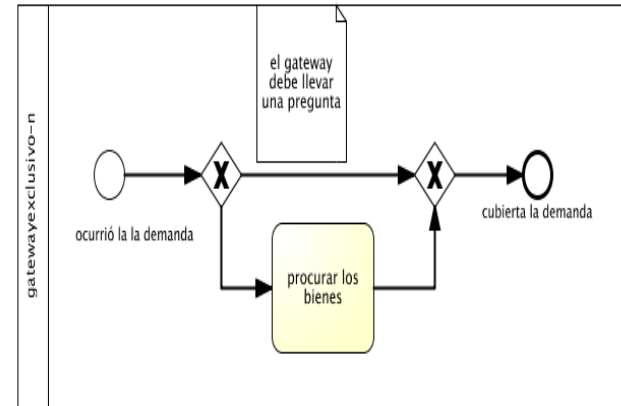 gatewayexclusivo-n
el gateway
debe llevar
una pregunta
X
X
ocurrió la la demanda
cubierta la demanda
procurar los
bienes